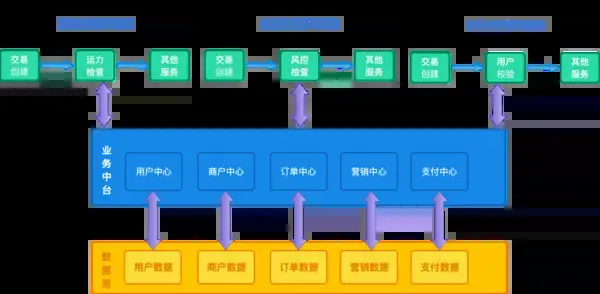 交易
创建
运力
检查
其他
服务
交易
创建
风控
检查
其他
服务
交易
创建
用户
校验
其他
服务
业务中台
用户中心
商户中心
订单中心
营销中心
支付中心
数据层
用户数据
商户数据
订单数据
营销数据
支付数据